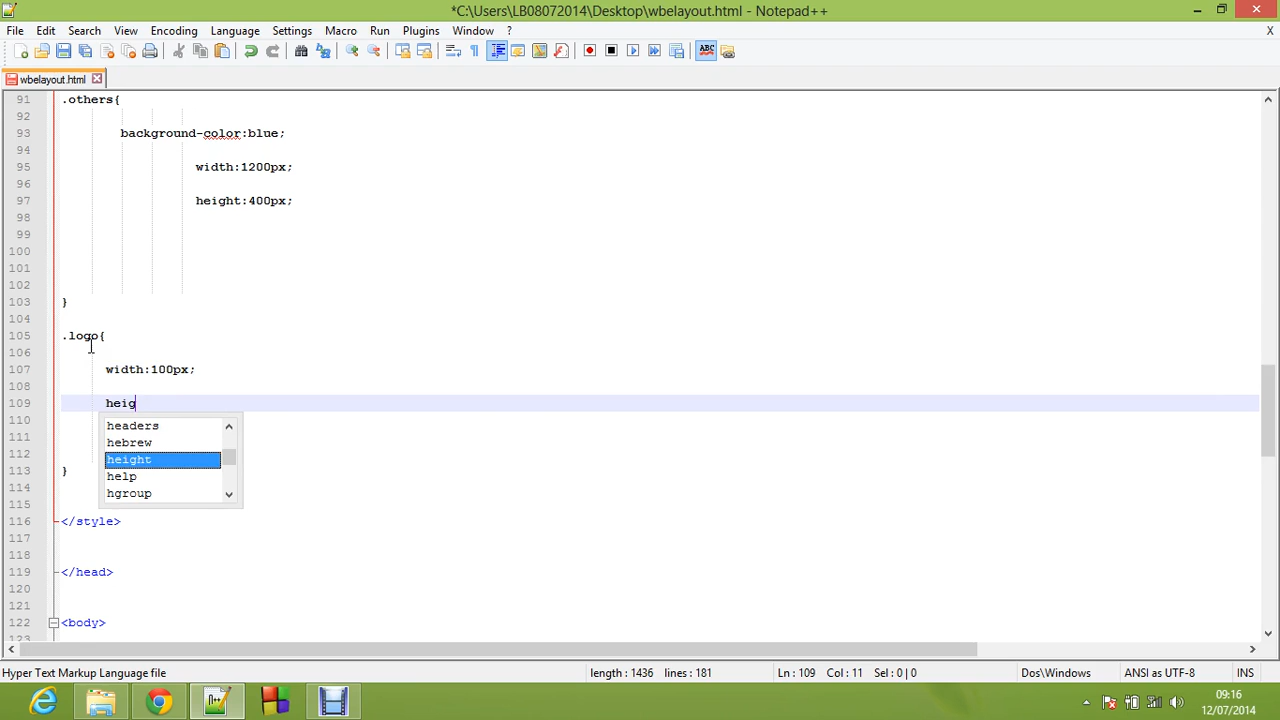 *C:\Users\LB08072014\Desktop\wbelayout.html - Notepad++
File Edit Search View Encoding Language Settings Macro Run Plugins Window ? X
wbelayout.html
91 .others{
92
93 background-color:blue;
94
95 width:1200px;
96
97 height:400px;
98
99
100
101
102
103 }
104
105 .logo{
106
107 width:100px;
108
109 heig
110 headers
111 hebrew
112 height
113 } help
114 hgroup
115
116 </style>
117
118
119 </head>
120
121
122 <body>
123
Hyper Text Markup Language file length : 1436 lines : 181 Ln : 109 Col : 11 Sel : 0 | 0 Dos\Windows ANSI as UTF-8 INS
09:16
12/07/2014